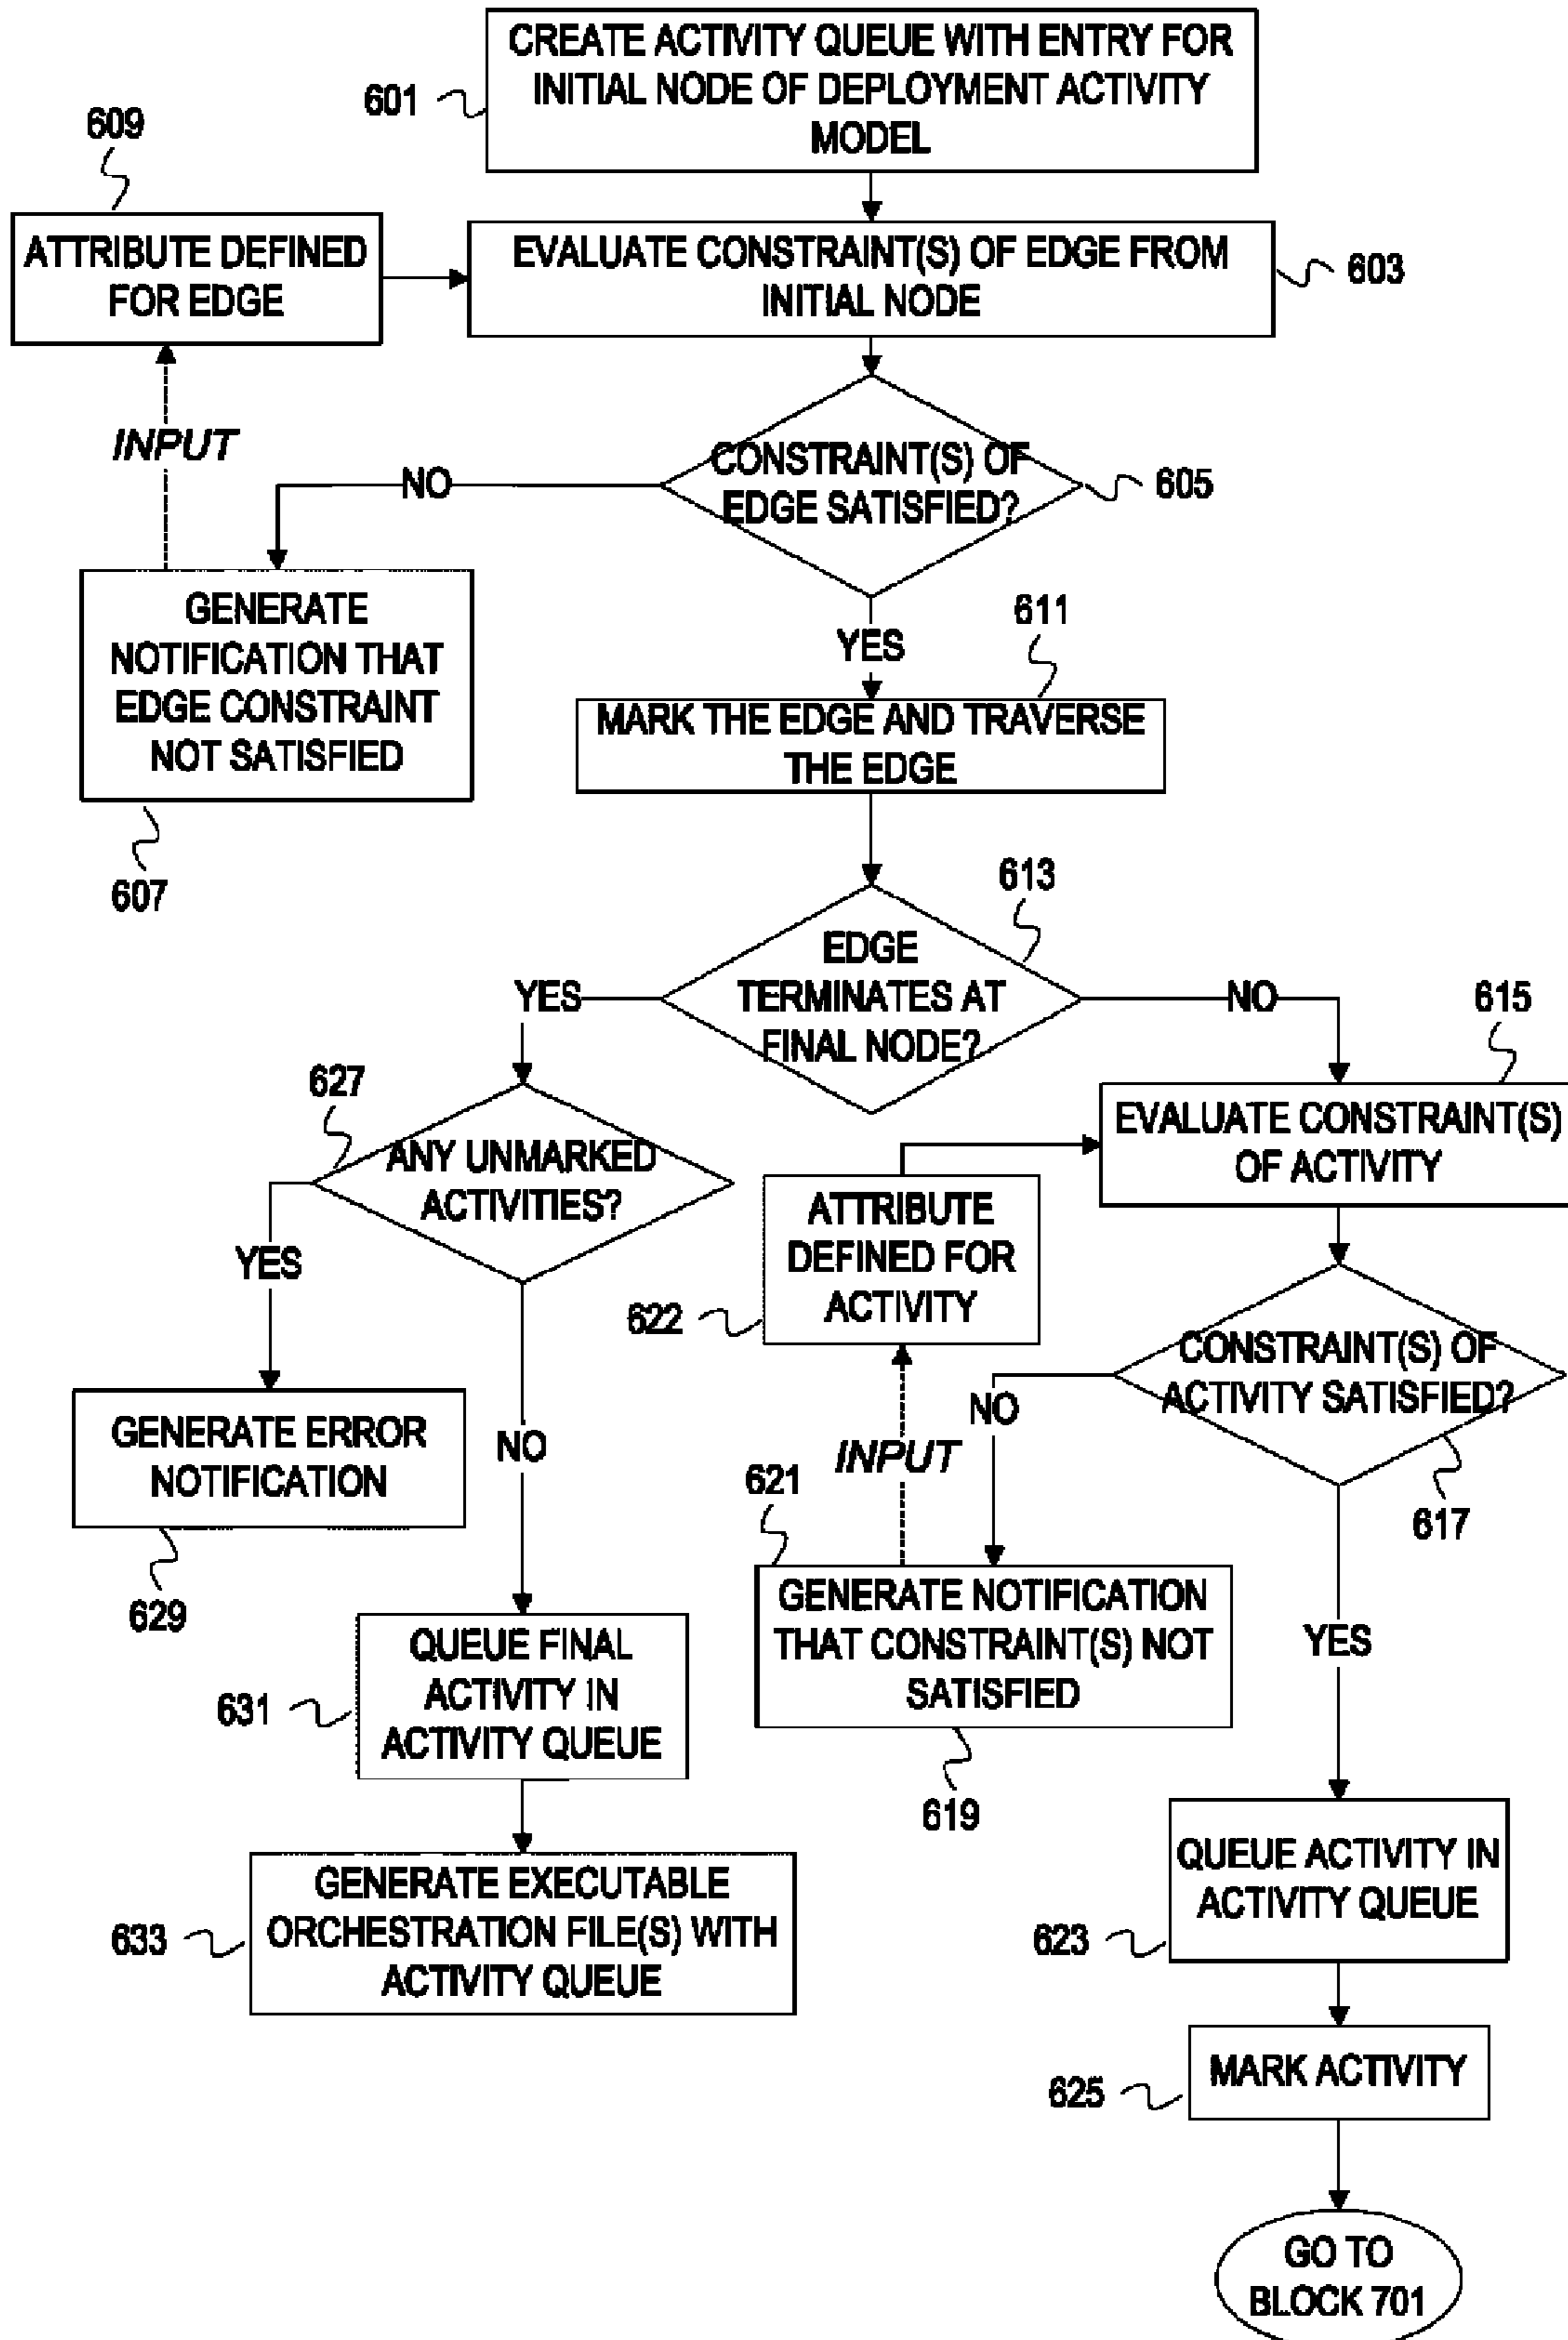 CREATE ACTIVITY QUEUE WITH ENTRY FOR
INITIAL NODE OF DEPLOYMENT ACTIVITY
MODEL
601
609
ATTRIBUTE DEFINED
FOR EDGE
EVALUATE CONSTRAINT(S) OF EDGE FROM
INITIAL NODE
603
INPUT
NO
CONSTRAINT(S) OF
EDGE SATISFIED?
605
GENERATE
NOTIFICATION THAT
EDGE CONSTRAINT
NOT SATISFIED
607
YES
611
MARK THE EDGE AND TRAVERSE
THE EDGE
613
EDGE
TERMINATES AT
FINAL NODE?
YES
NO
615
627
ANY UNMARKED
ACTIVITIES?
EVALUATE CONSTRAINT(S)
OF ACTIVITY
ATTRIBUTE
DEFINED FOR
ACTIVITY
622
YES
CONSTRAINT(S) OF
ACTIVITY SATISFIED?
617
NO
GENERATE ERROR
NOTIFICATION
629
NO
INPUT
621
GENERATE NOTIFICATION
THAT CONSTRAINT(S) NOT
SATISFIED
619
YES
QUEUE FINAL
ACTIVITY IN
ACTIVITY QUEUE
631
QUEUE ACTIVITY IN
ACTIVITY QUEUE
623
GENERATE EXECUTABLE
ORCHESTRATION FILE(S) WITH
ACTIVITY QUEUE
633
MARK ACTIVITY
625
GO TO
BLOCK 701